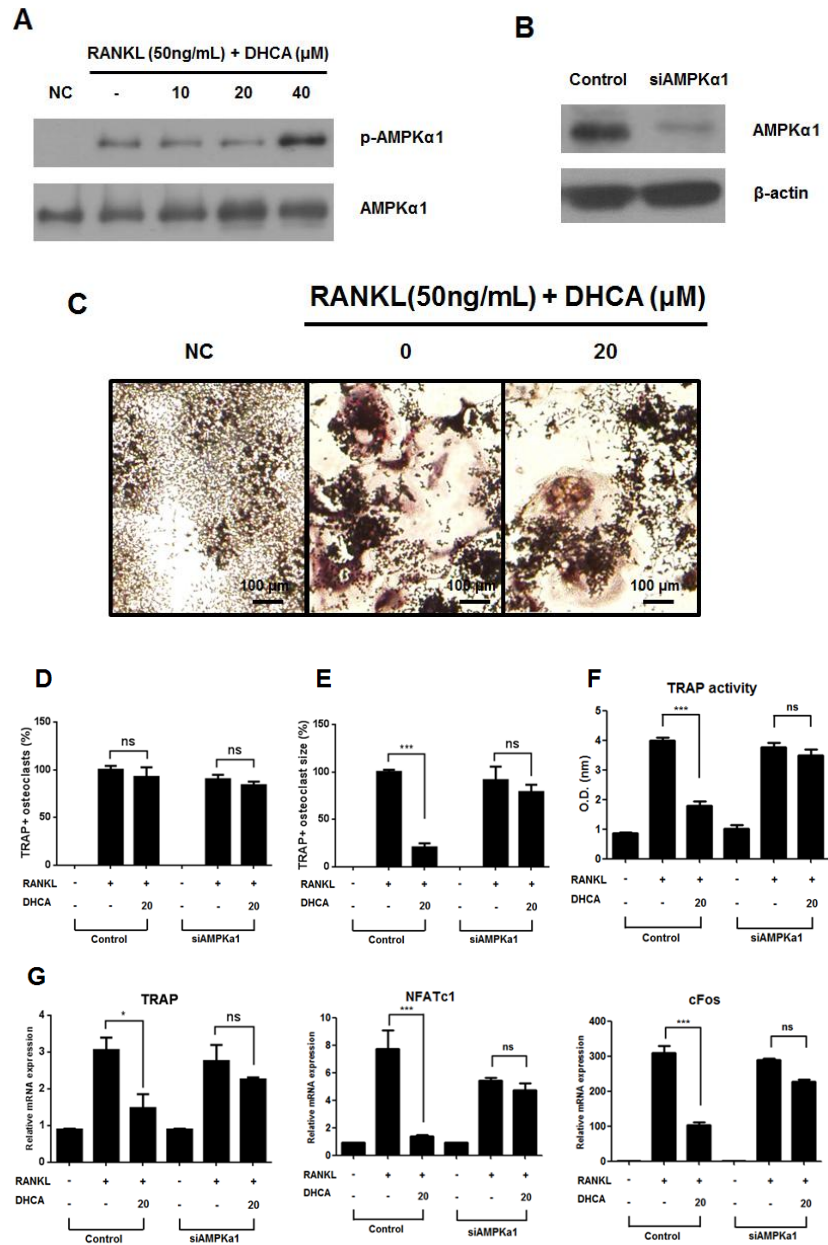 A
RANKL (50ng/mL) + DHCA (µM)
NC - 10 20 40
p-AMPKα1
AMPKα1
B
Control siAMPKα1
AMPKα1
β-actin
C
RANKL(50ng/mL) + DHCA (µM)
NC 0 20
100 µm 100 µm 100 µm
D
TRAP+ osteoclasts (%)
150
100
50
0
ns ns
RANKL - + + - + +
DHCA - - 20 - - 20
Control siAMPKa1
E
TRAP+ osteoclast size (%)
150
100
50
0
*** ns
RANKL - + + - + +
DHCA - - 20 - - 20
Control siAMPKa1
F
TRAP activity
O.D. (nm)
5
4
3
2
1
0
*** ns
RANKL - + + - + +
DHCA - - 20 - - 20
Control siAMPKa1
G
TRAP
Relative mRNA expression
4
3
2
1
0
* ns
RANKL - + + - + +
DHCA - - 20 - - 20
Control siAMPKa1
NFATc1
Relative mRNA expression
10
8
6
4
2
0
*** ns
RANKL - + + - + +
DHCA - - 20 - - 20
Control siAMPKa1
cFos
Relative mRNA expression
400
300
200
100
0
*** ns
RANKL - + + - + +
DHCA - - 20 - - 20
Control siAMPKa1